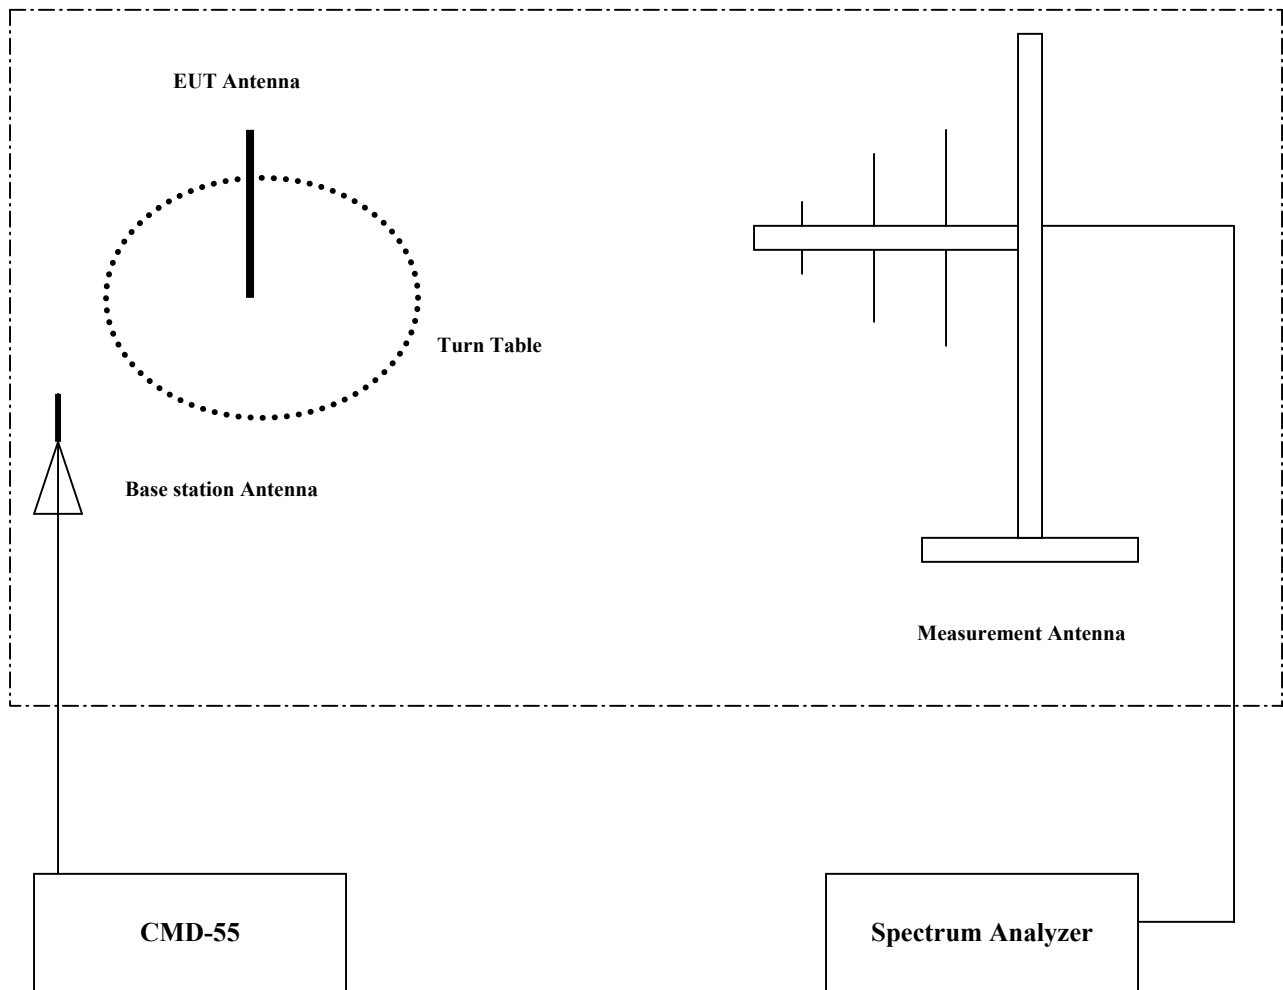 EUT Antenna
Turn Table
Base station Antenna
Measurement Antenna
CMD-55
Spectrum Analyzer